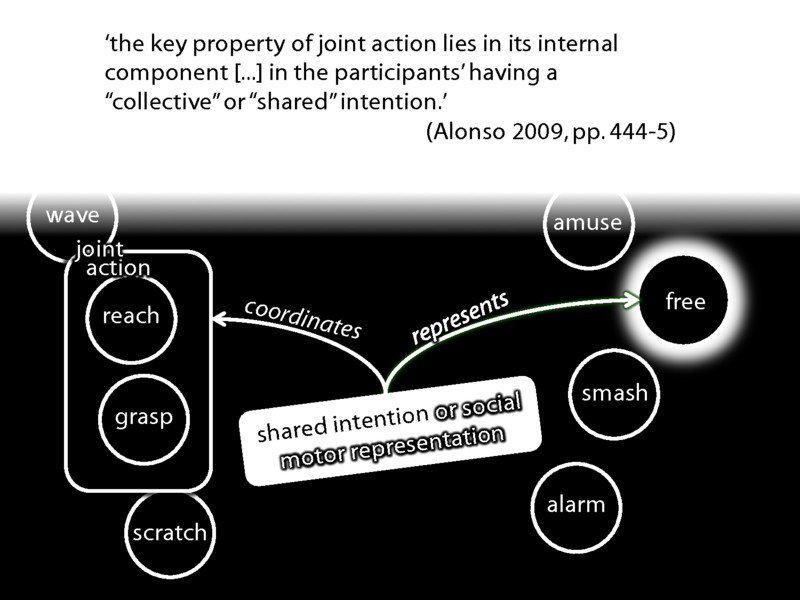 ‘the key property of joint action lies in its internal
component [...] in the participants’ having a
“collective” or “shared” intention.’
(Alonso 2009, pp. 444-5)
wave
joint
action
reach
grasp
scratch
coordinates
represents
shared intention or social
motor representation
amuse
free
smash
alarm